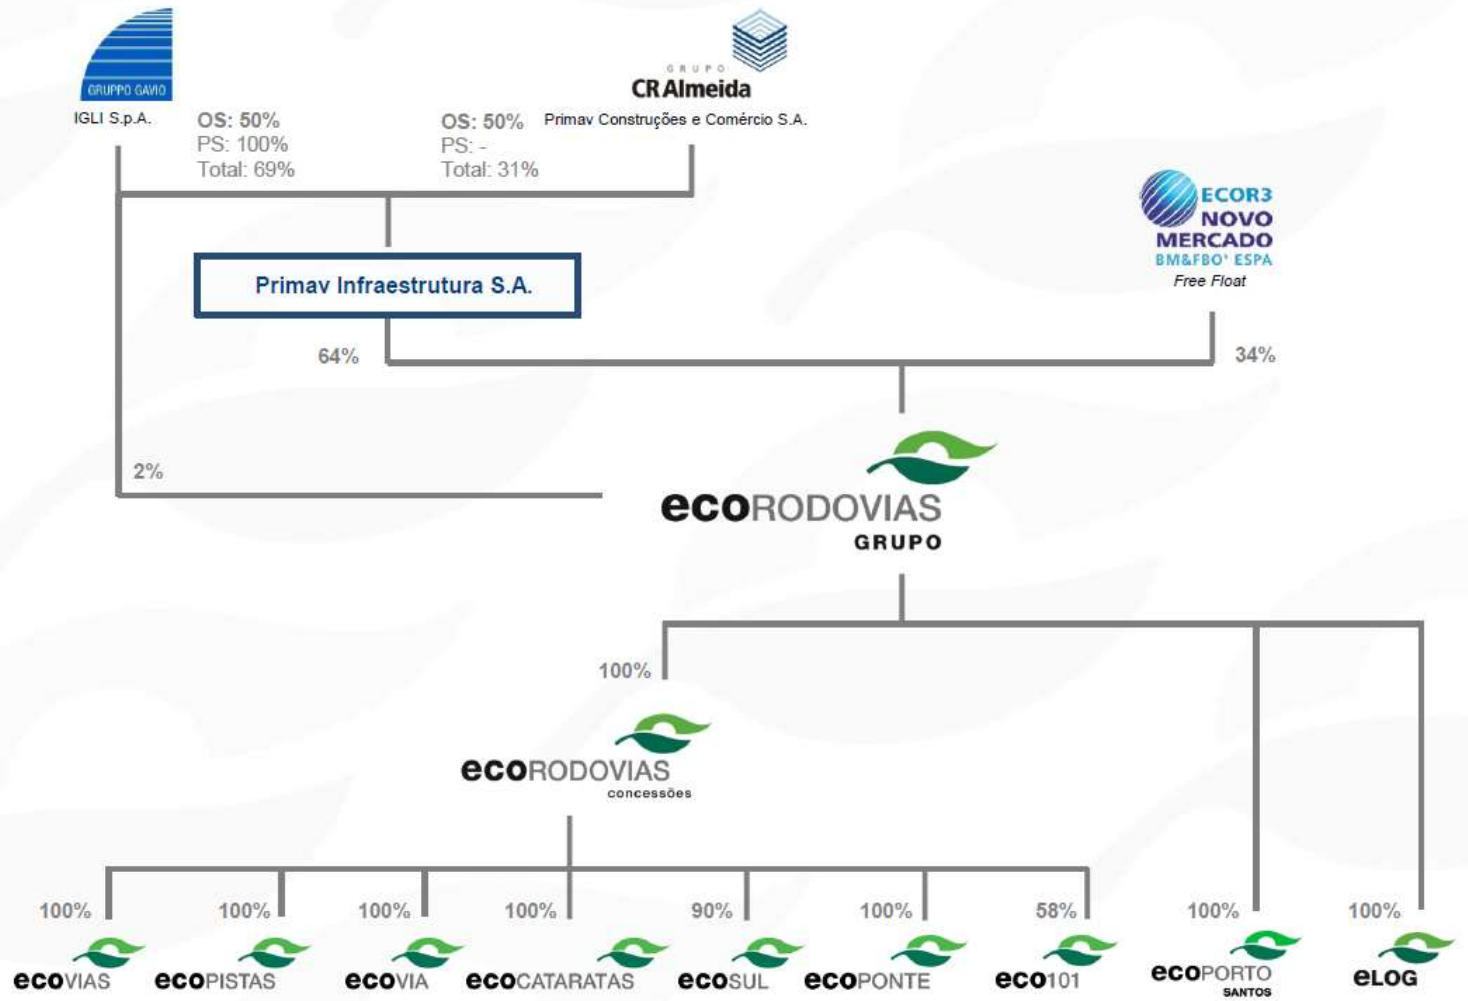 GRUPPO GAVIO
IGLI S.p.A.
GRUPO
CR Almeida
Primav Construções e Comércio S.A.
OS: 50%
PS: 100%
Total: 69%
OS: 50%
PS: -
Total: 31%
ECOR3
NOVO
MERCADO
BM&FBO' ESPA
Free Float
Primav Infraestrutura S.A.
64%
34%
2%
ecoRODOVIAS
GRUPO
100%
ecoRODOVIAS
concessões
100%
100%
100%
100%
90%
100%
58%
100%
100%
ecoVIAS
ecoPISTAS
ecoVIA
ecoCATARATAS
ecoSUL
ecoPONTE
eco101
ecoPORTO
SANTOS
eLOG